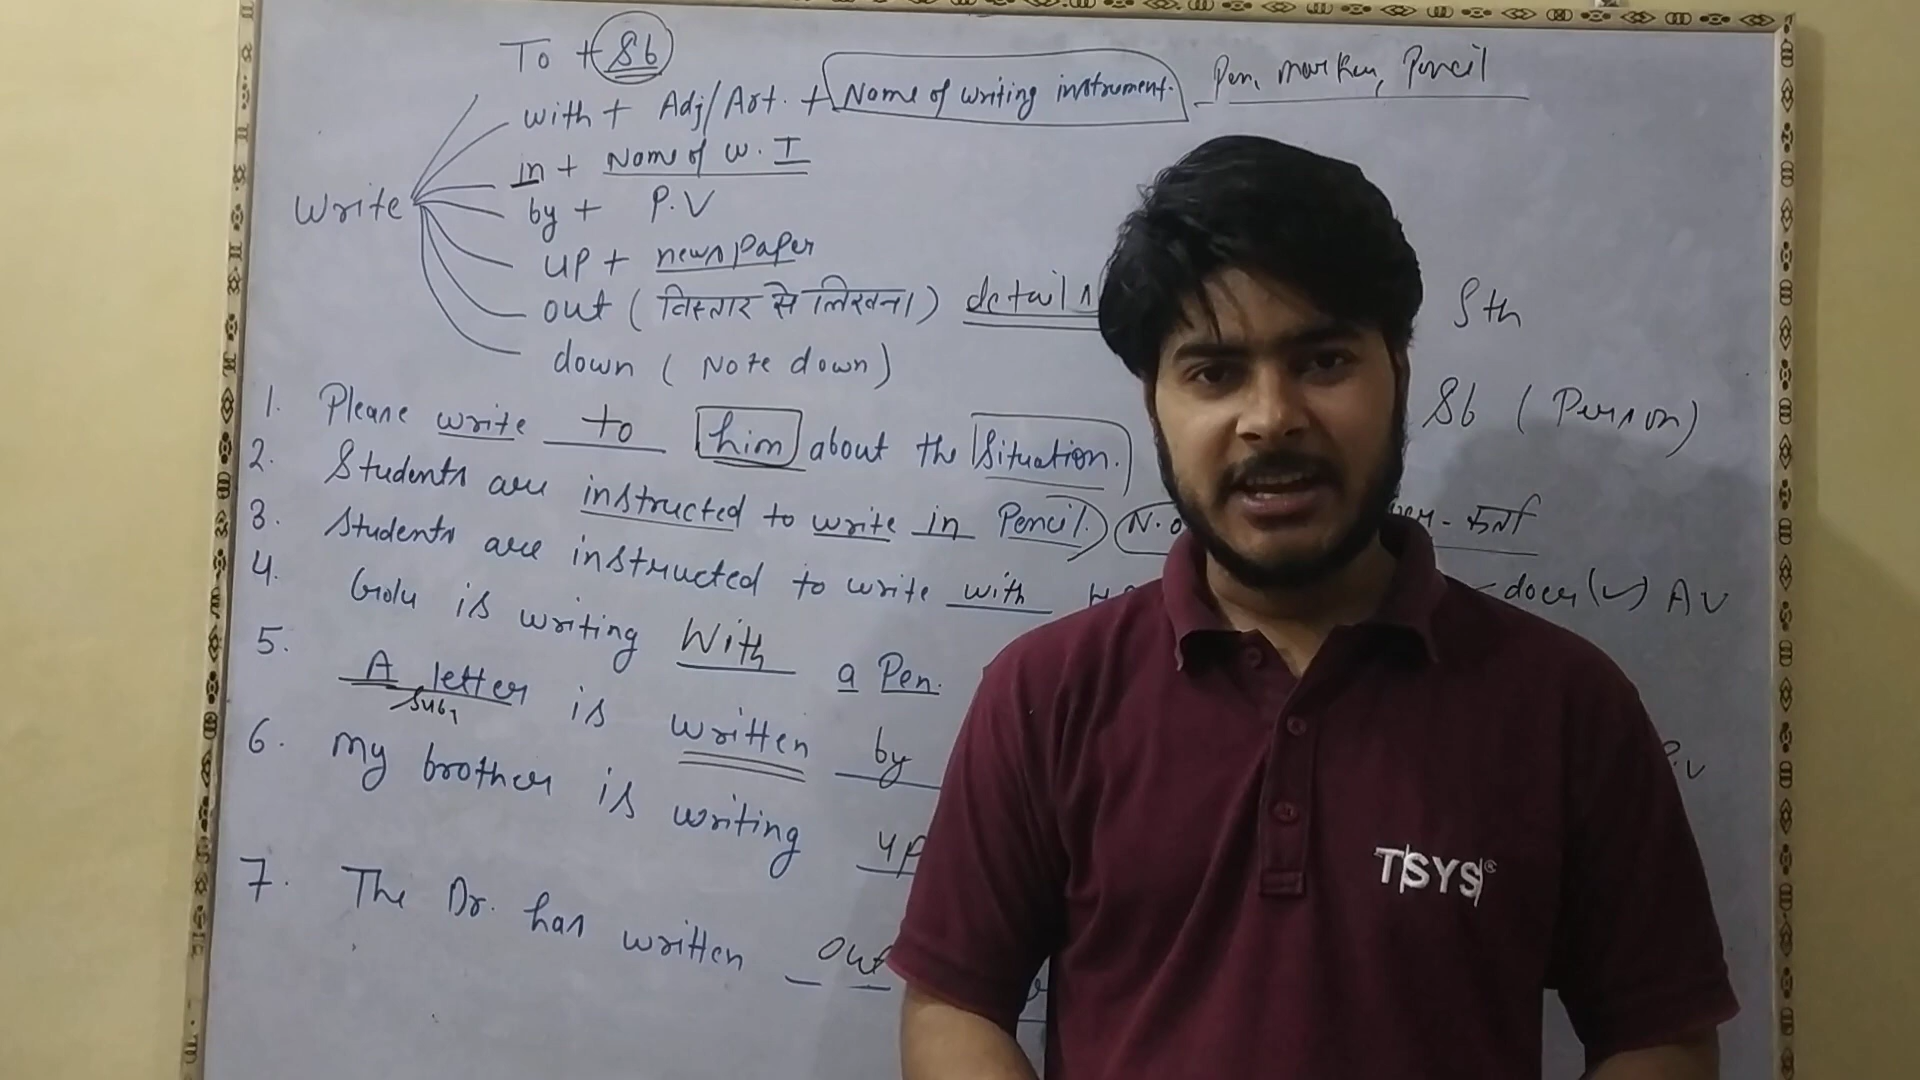 To + Sb
with + Adj/Art. + Name of writing instrument. Pen, marker, Pencil
in + Name of W. I
Write by + P.V
up + newspaper
out ( विस्तार से लिखना ) detail Sth
down ( Note down )
Sb ( Person )
1. Please write to him about the Situation.
2. Students are instructed to write in Pencil. N.O
3. Students are instructed to write with
doer (✓) A V
4. Golu is writing With a Pen.
5. A letter is written by P.V
Subj
6. My brother is writing up
7. The Dr. has written out
TSYS